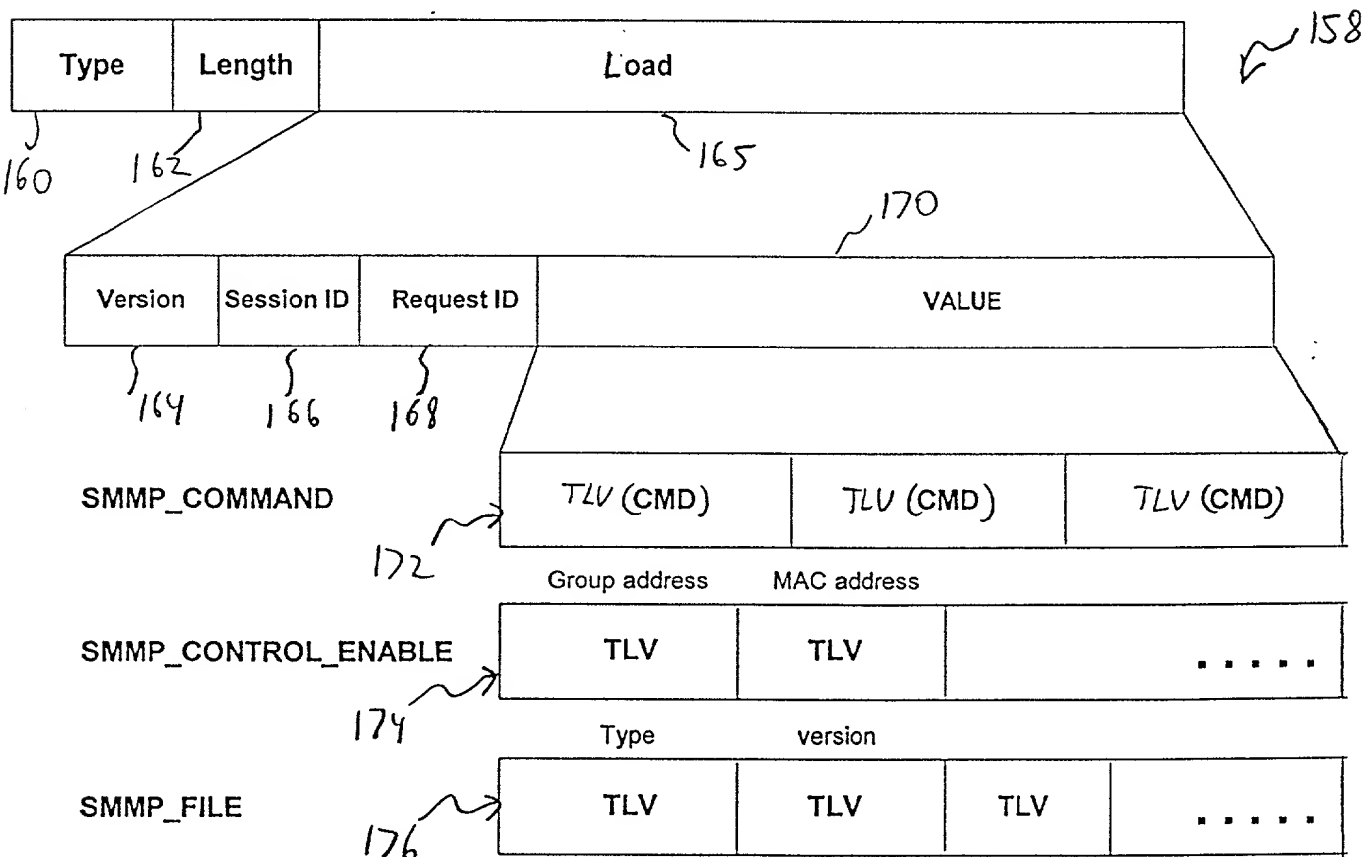 158
Type Length Load
160 162 165
170
Version Session ID Request ID VALUE
164 166 168
SMMP_COMMAND TLV (CMD) TLV (CMD) TLV (CMD)
172
Group address MAC address
SMMP_CONTROL_ENABLE TLV TLV .....
174
Type version
SMMP_FILE TLV TLV TLV .....
176